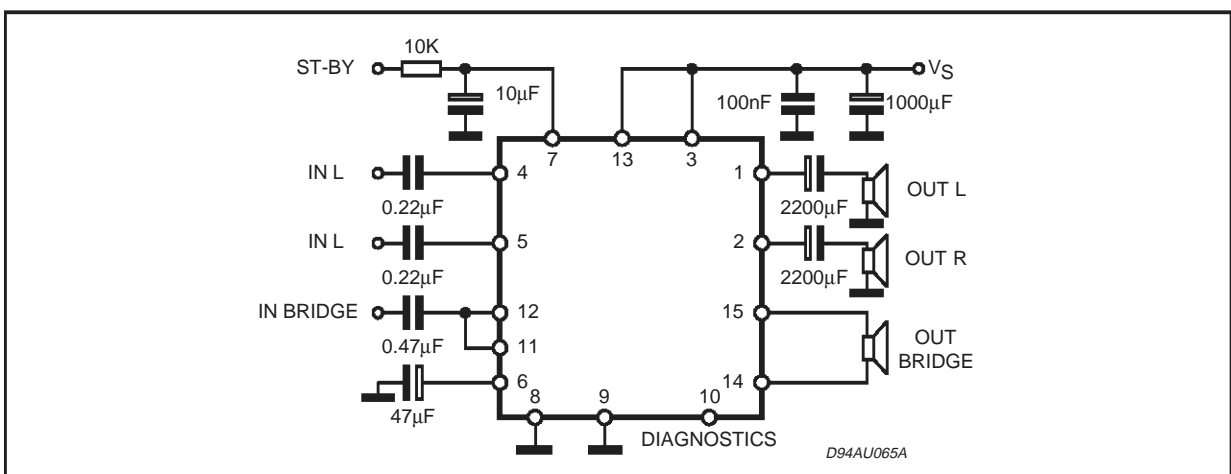 10K
ST-BY
10μF
100nF
1000μF
VS
7
13
3
IN L
4
0.22μF
1
2200μF
OUT L
IN L
5
0.22μF
2
2200μF
OUT R
IN BRIDGE
12
0.47μF
11
15
OUT
BRIDGE
14
6
47μF
8
9
10
DIAGNOSTICS
D94AU065A